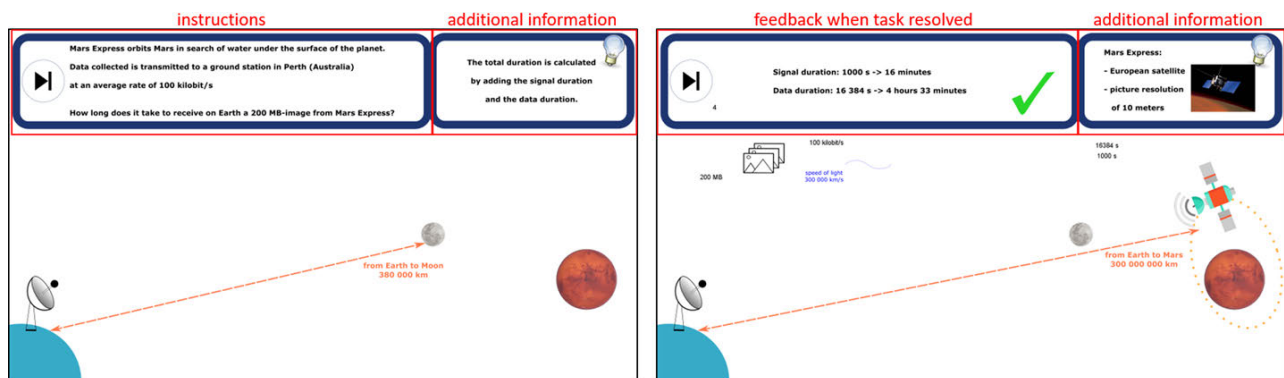 instructions
additional information
Mars Express orbits Mars in search of water under the surface of the planet.
Data collected is transmitted to a ground station in Perth (Australia)
at an average rate of 100 kilobit/s
How long does it take to receive on Earth a 200 MB-image from Mars Express?
The total duration is calculated
by adding the signal duration
and the data duration.
from Earth to Moon
380 000 km
feedback when task resolved
additional information
Signal duration: 1000 s -> 16 minutes
Data duration: 16 384 s -> 4 hours 33 minutes
4
Mars Express:
- European satellite
- picture resolution
of 10 meters
100 kilobit/s
200 MB
speed of light
300 000 km/s
16384 s
1000 s
from Earth to Mars
300 000 000 km